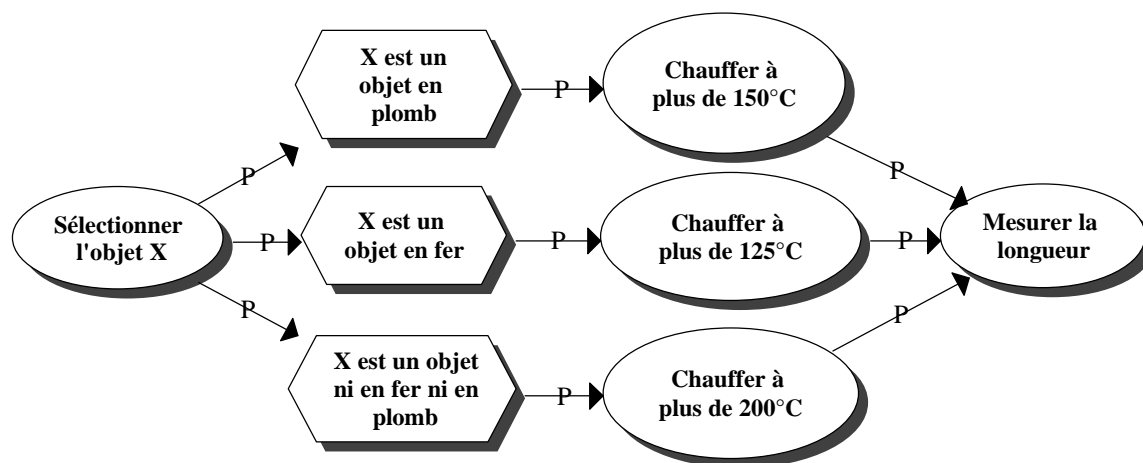 X est un
objet en
plomb
P
Chauffer à
plus de 150°C
P
P
Sélectionner
l'objet X
P
X est un
objet en fer
P
Chauffer à
plus de 125°C
P
Mesurer la
longueur
P
P
X est un objet
ni en fer ni en
plomb
P
Chauffer à
plus de 200°C